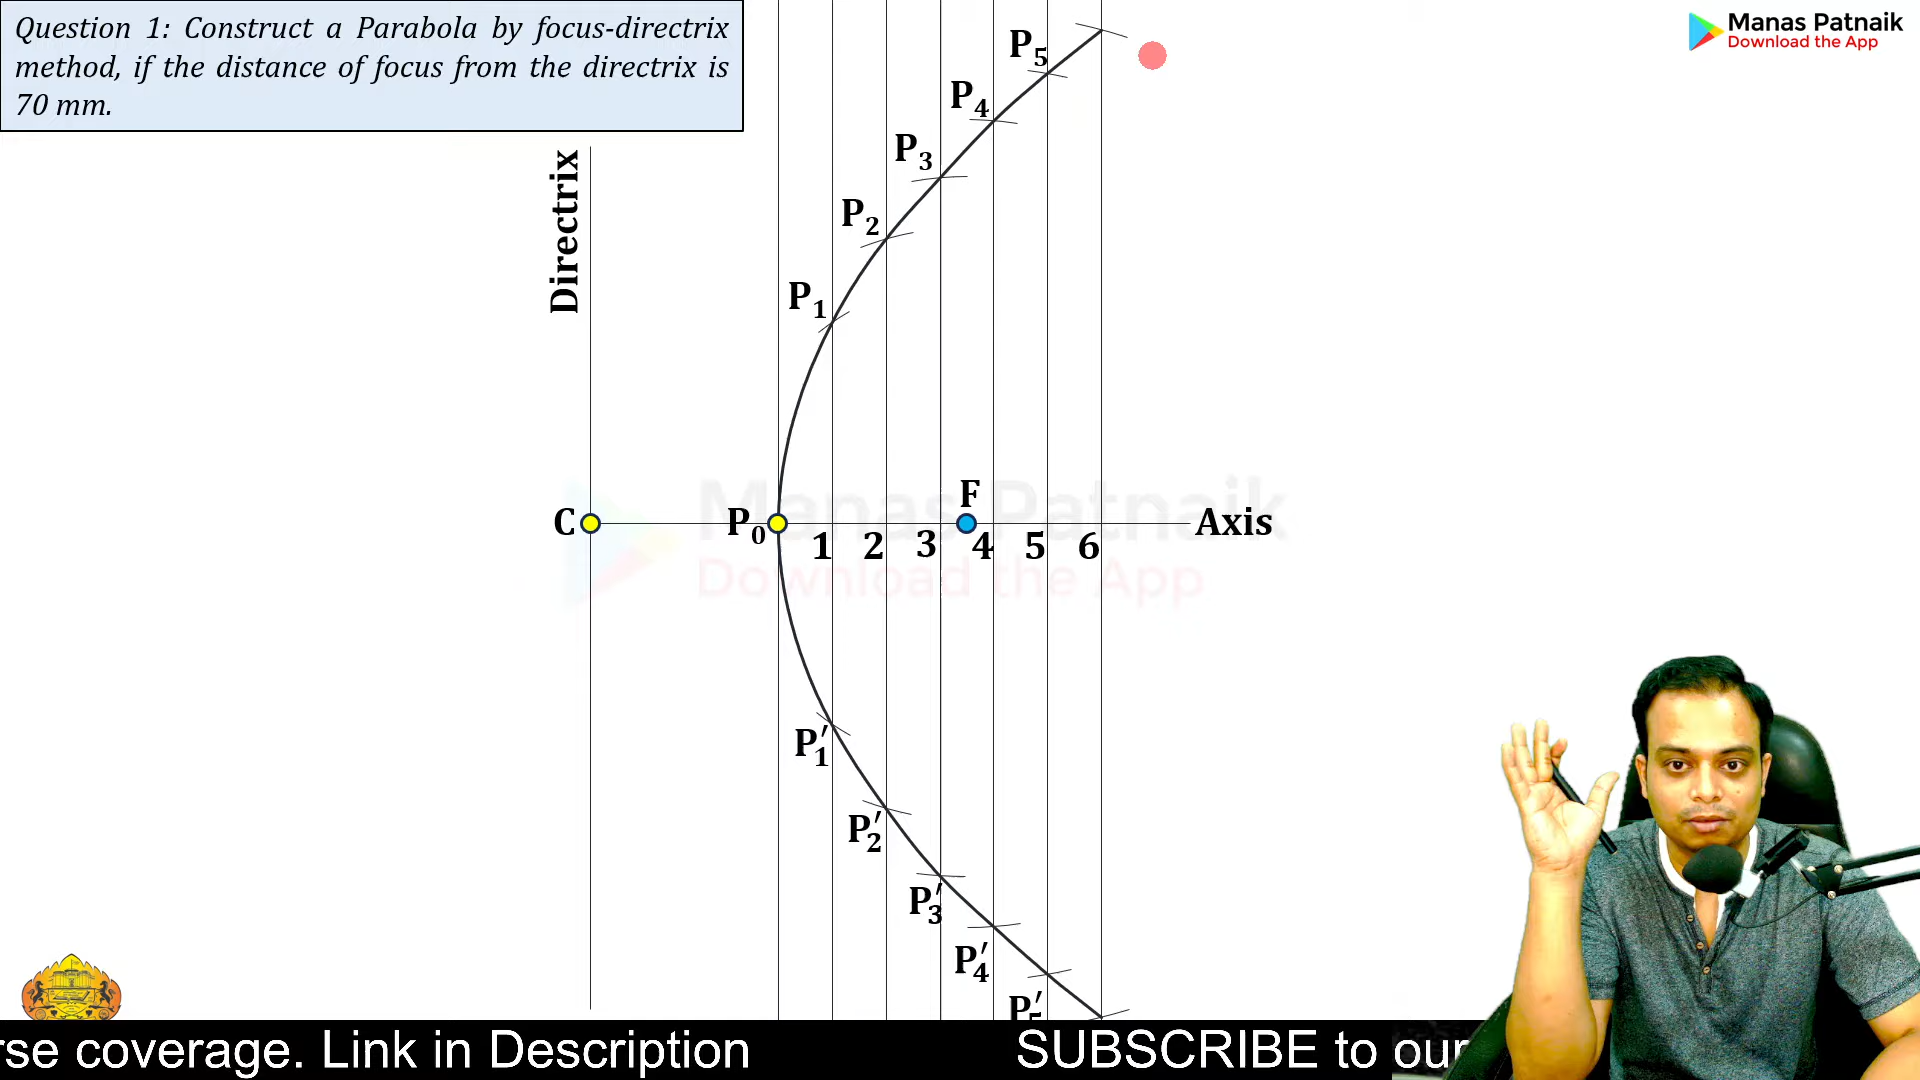 Question 1: Construct a Parabola by focus-directrix
method, if the distance of focus from the directrix is
70 mm.
Manas Patnaik
Download the App
Directrix
P5
P4
P3
P2
P1
C
P0
F
Axis
1 2 3 4 5 6
Manas Patnaik
Download the App
P1′
P2′
P3′
P4′
P5′
rse coverage. Link in Description
SUBSCRIBE to our